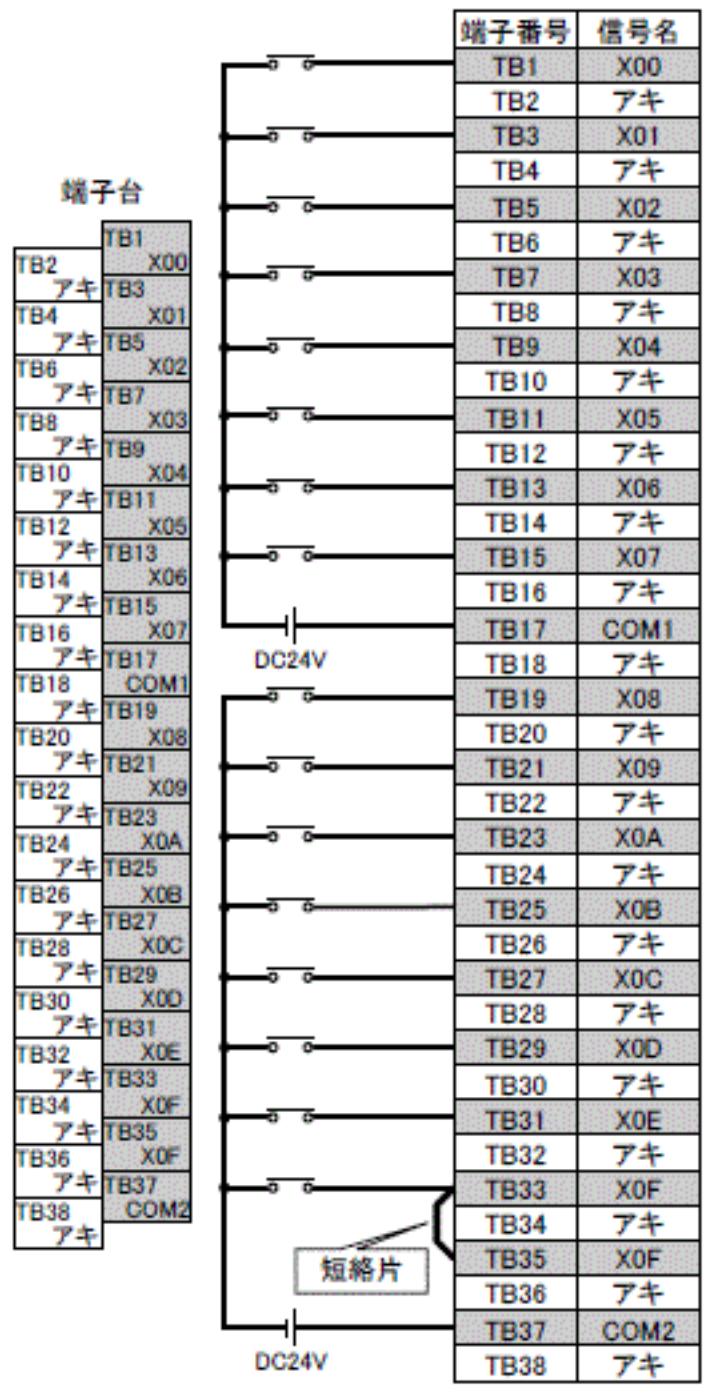 端子台
TB1
X00
TB2
アキ
TB3
X01
TB4
アキ
TB5
X02
TB6
アキ
TB7
X03
TB8
アキ
TB9
X04
TB10
アキ
TB11
X05
TB12
アキ
TB13
X06
TB14
アキ
TB15
X07
TB16
アキ
TB17
COM1
TB18
アキ
TB19
X08
TB20
アキ
TB21
X09
TB22
アキ
TB23
X0A
TB24
アキ
TB25
X0B
TB26
アキ
TB27
X0C
TB28
アキ
TB29
X0D
TB30
アキ
TB31
X0E
TB32
アキ
TB33
X0F
TB34
アキ
TB35
X0F
TB36
アキ
TB37
COM2
TB38
アキ
DC24V
短絡片
DC24V
端子番号 信号名
TB1 X00
TB2 アキ
TB3 X01
TB4 アキ
TB5 X02
TB6 アキ
TB7 X03
TB8 アキ
TB9 X04
TB10 アキ
TB11 X05
TB12 アキ
TB13 X06
TB14 アキ
TB15 X07
TB16 アキ
TB17 COM1
TB18 アキ
TB19 X08
TB20 アキ
TB21 X09
TB22 アキ
TB23 X0A
TB24 アキ
TB25 X0B
TB26 アキ
TB27 X0C
TB28 アキ
TB29 X0D
TB30 アキ
TB31 X0E
TB32 アキ
TB33 X0F
TB34 アキ
TB35 X0F
TB36 アキ
TB37 COM2
TB38 アキ